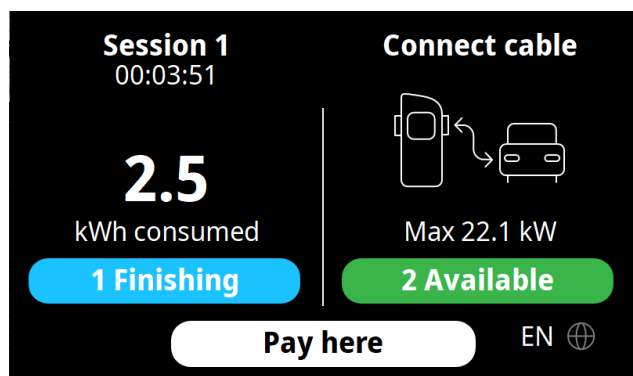 Session 1
00:03:51
2.5
kWh consumed
1 Finishing
Connect cable
Max 22.1 kW
2 Available
Pay here
EN